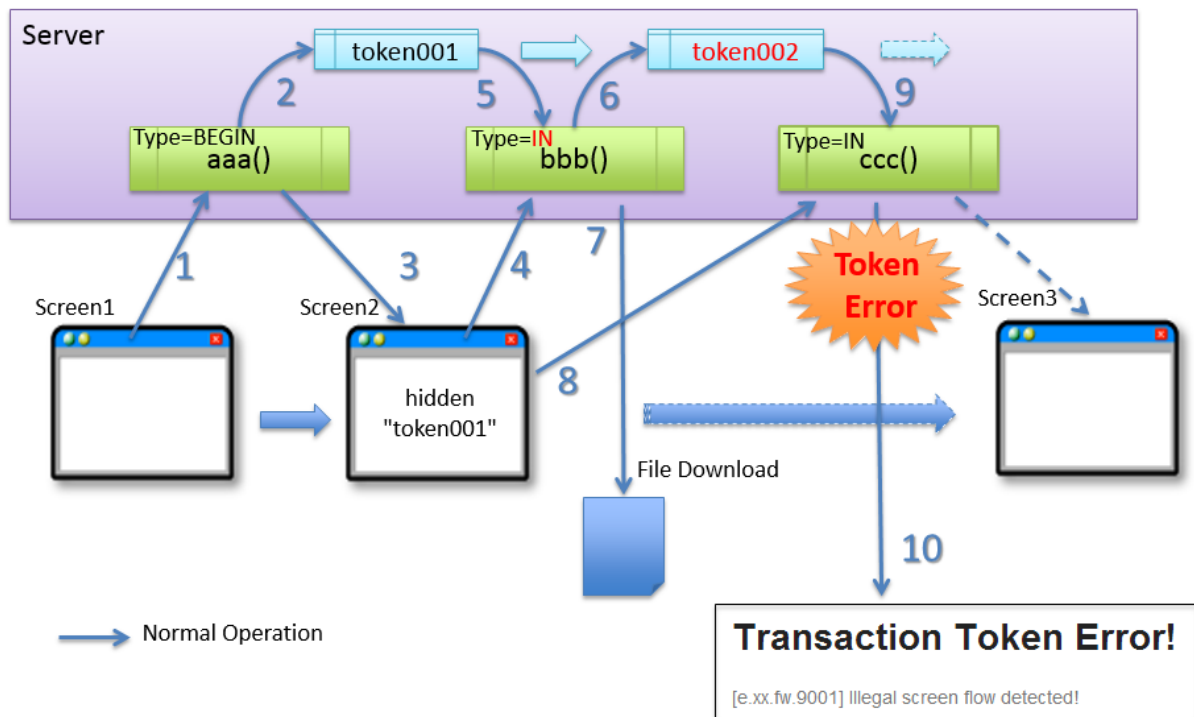 Server
token001
token002
2
5
6
9
Type=BEGIN
aaa()
Type=IN
bbb()
Type=IN
ccc()
1
3
4
7
8
Token
Error
Screen1
Screen2
Screen3
hidden
"token001"
File Download
10
Normal Operation
Transaction Token Error!
[e.xx.fw.9001] Illegal screen flow detected!